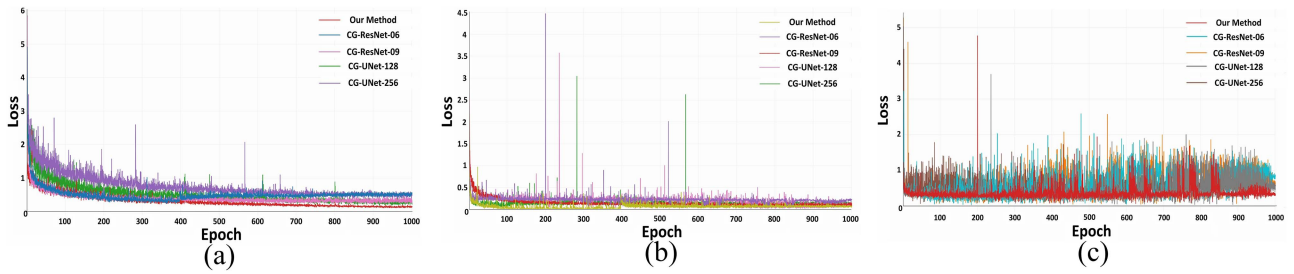 6
5
4
3
2
1
0
Loss
100 200 300 400 500 600 700 800 900 1000
Epoch
Our Method
CG-ResNet-06
CG-ResNet-09
CG-UNet-128
CG-UNet-256
(a)
4.5
4
3.5
3
2.5
2
1.5
1
0.5
0
Loss
100 200 300 400 500 600 700 800 900 1000
Epoch
Our Method
CG-ResNet-06
CG-ResNet-09
CG-UNet-128
CG-UNet-256
(b)
5
4
3
2
1
0
Loss
100 200 300 400 500 600 700 800 900 1000
Epoch
Our Method
CG-ResNet-06
CG-ResNet-09
CG-UNet-128
CG-UNet-256
(c)